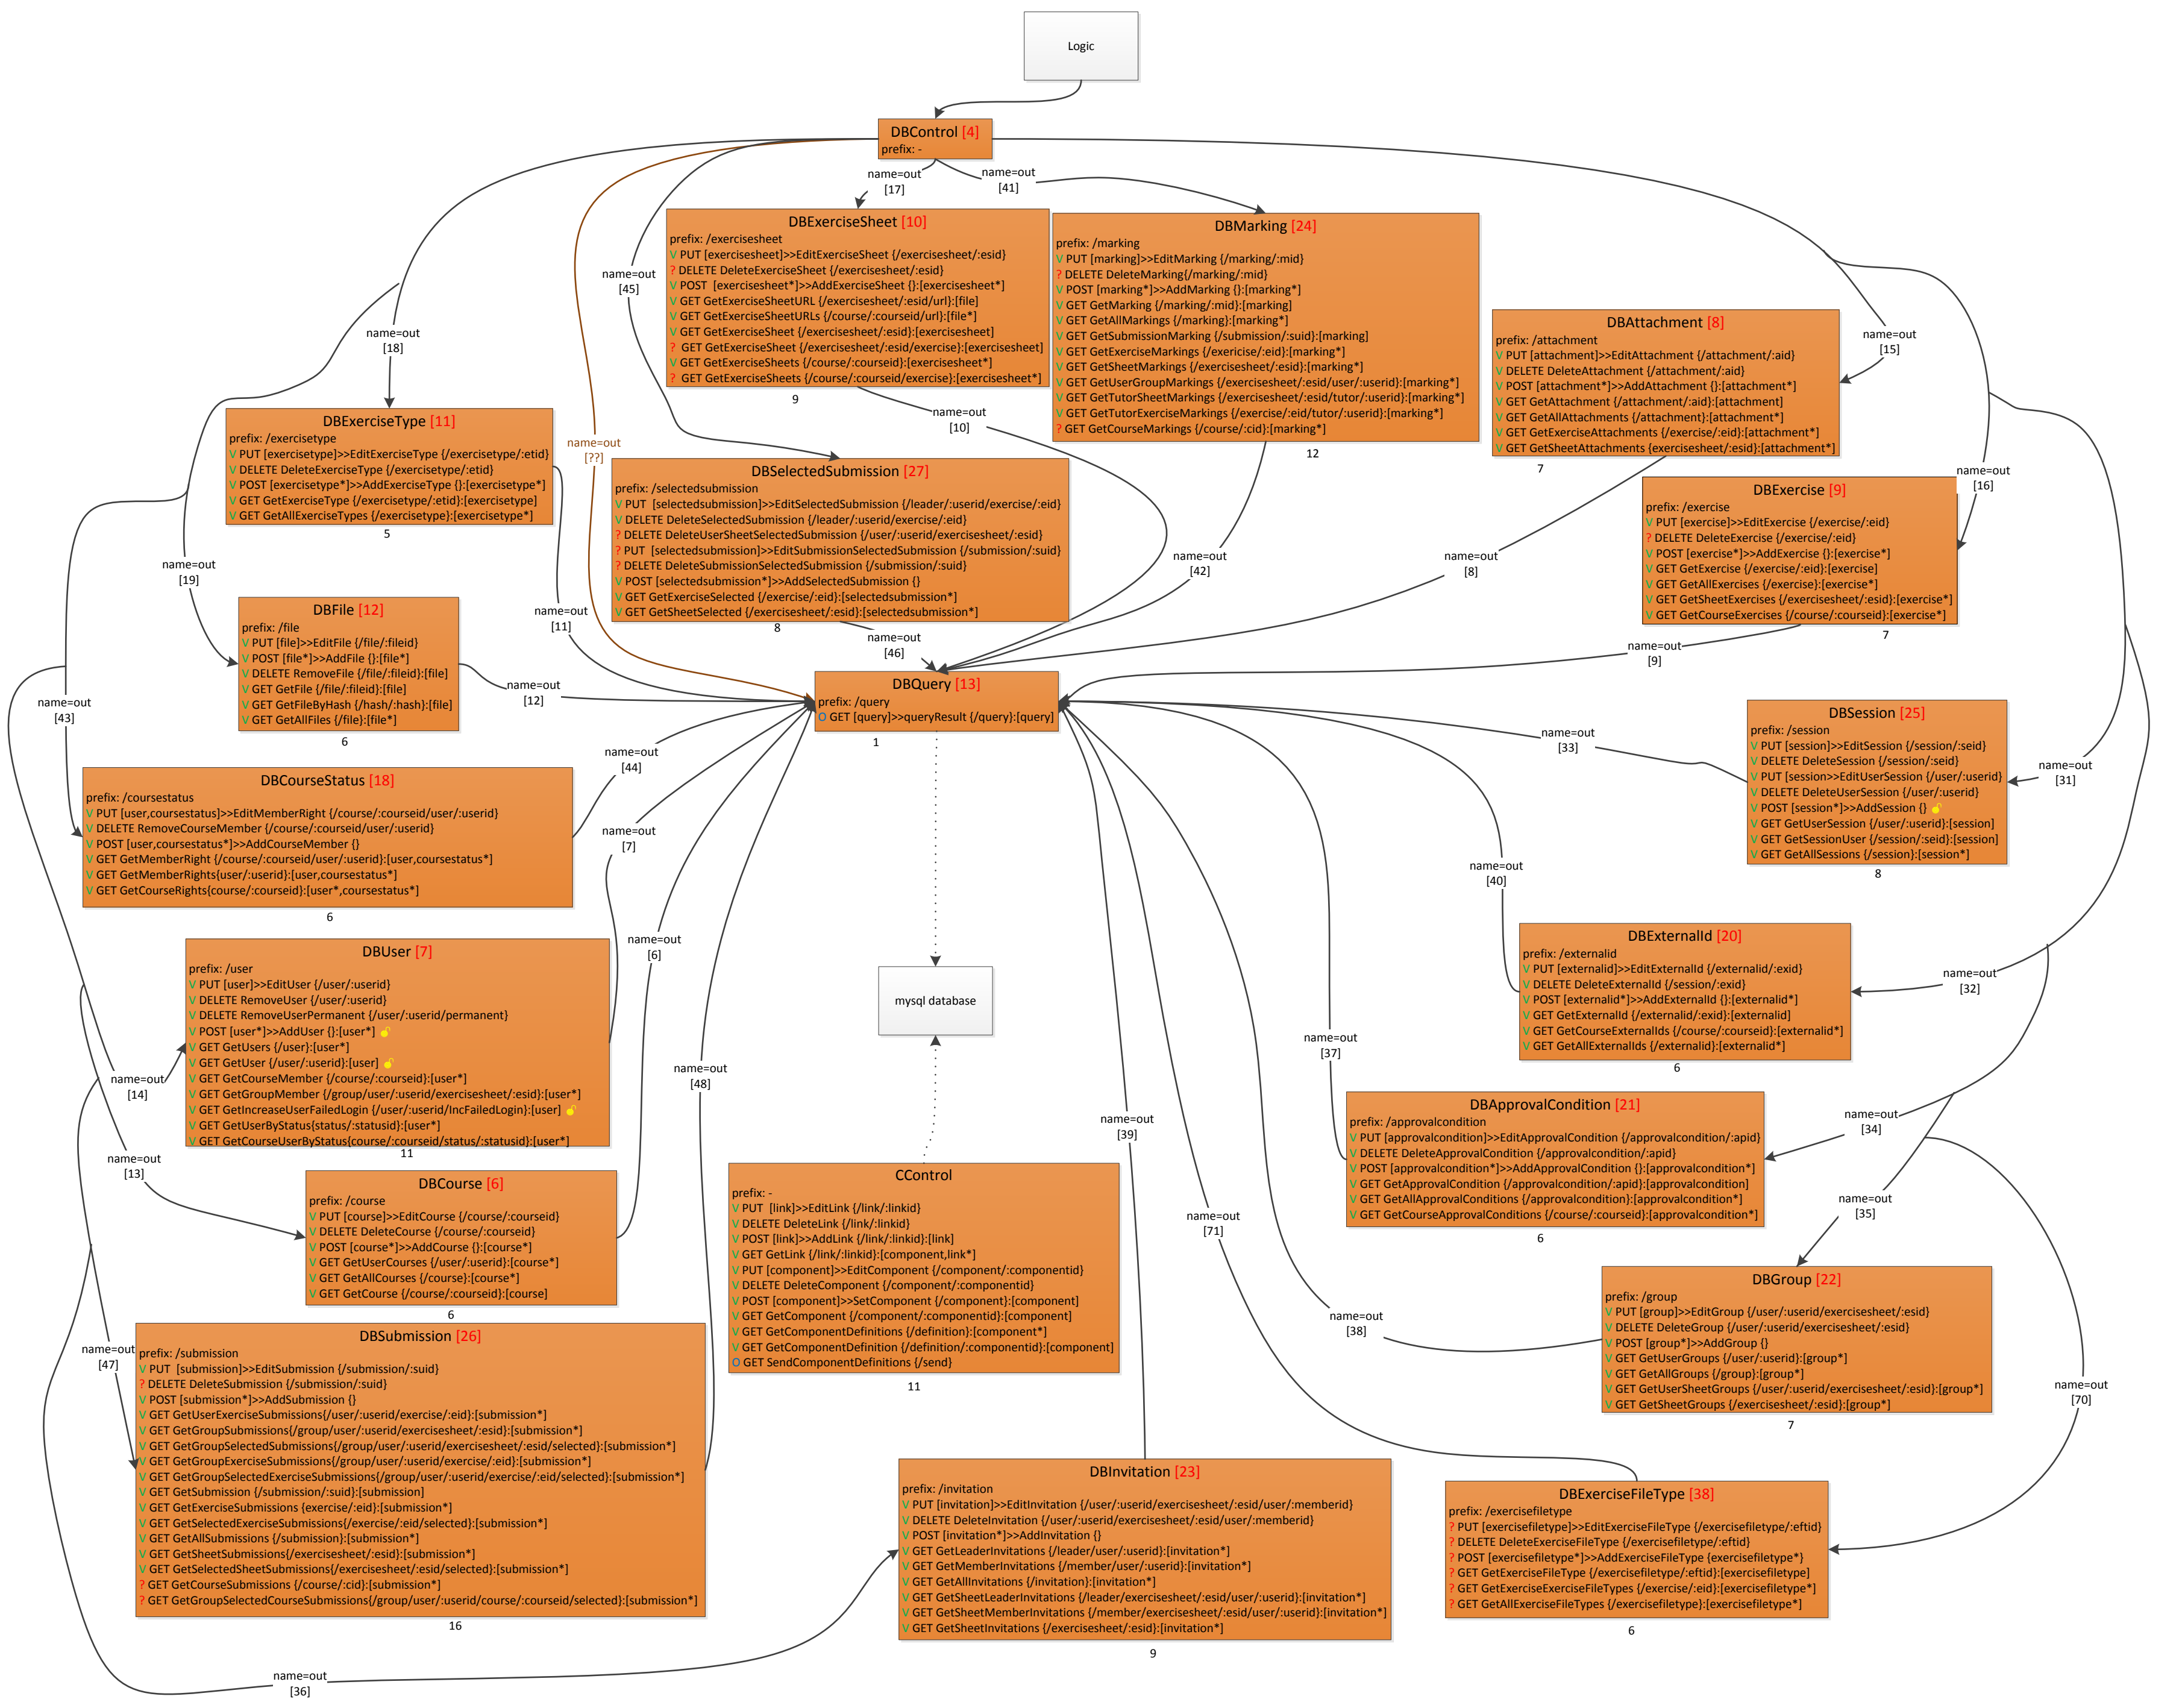 Logic
DBControl [4]
prefix: -
name=out
[17]
name=out
[41]
DBExerciseSheet [10]
prefix: /exercisesheet
V PUT [exercisesheet]>>EditExerciseSheet {/exercisesheet/:esid}
? DELETE DeleteExerciseSheet {/exercisesheet/:esid}
V POST  [exercisesheet*]>>AddExerciseSheet {}:[exercisesheet*]
V GET GetExerciseSheetURL {/exercisesheet/:esid/url}:[file]
V GET GetExerciseSheetURLs {/course/:courseid/url}:[file*]
V GET GetExerciseSheet {/exercisesheet/:esid}:[exercisesheet]
?  GET GetExerciseSheet {/exercisesheet/:esid/exercise}:[exercisesheet]
V GET GetExerciseSheets {/course/:courseid}:[exercisesheet*]
?  GET GetExerciseSheets {/course/:courseid/exercise}:[exercisesheet*]
9
DBMarking [24]
prefix: /marking
V PUT [marking]>>EditMarking {/marking/:mid}
? DELETE DeleteMarking{/marking/:mid}
V POST [marking*]>>AddMarking {}:[marking*]
V GET GetMarking {/marking/:mid}:[marking]
V GET GetAllMarkings {/marking}:[marking*]
V GET GetSubmissionMarking {/submission/:suid}:[marking]
V GET GetExerciseMarkings {/exericise/:eid}:[marking*]
V GET GetSheetMarkings {/exercisesheet/:esid}:[marking*]
V GET GetUserGroupMarkings {/exercisesheet/:esid/user/:userid}:[marking*]
V GET GetTutorSheetMarkings {/exercisesheet/:esid/tutor/:userid}:[marking*]
V GET GetTutorExerciseMarkings {/exercise/:eid/tutor/:userid}:[marking*]
? GET GetCourseMarkings {/course/:cid}:[marking*]
12
name=out
[45]
name=out
[18]
name=out
[15]
DBAttachment [8]
prefix: /attachment
V PUT [attachment]>>EditAttachment {/attachment/:aid}
V DELETE DeleteAttachment {/attachment/:aid}
V POST [attachment*]>>AddAttachment {}:[attachment*]
V GET GetAttachment {/attachment/:aid}:[attachment]
V GET GetAllAttachments {/attachment}:[attachment*]
V GET GetExerciseAttachments {/exercise/:eid}:[attachment*]
V GET GetSheetAttachments {exercisesheet/:esid}:[attachment*]
7
DBExerciseType [11]
prefix: /exercisetype
V PUT [exercisetype]>>EditExerciseType {/exercisetype/:etid}
V DELETE DeleteExerciseType {/exercisetype/:etid}
V POST [exercisetype*]>>AddExerciseType {}:[exercisetype*]
V GET GetExerciseType {/exercisetype/:etid}:[exercisetype]
V GET GetAllExerciseTypes {/exercisetype}:[exercisetype*]
5
name=out
[??]
name=out
[10]
DBSelectedSubmission [27]
prefix: /selectedsubmission
V PUT  [selectedsubmission]>>EditSelectedSubmission {/leader/:userid/exercise/:eid}
V DELETE DeleteSelectedSubmission {/leader/:userid/exercise/:eid}
? DELETE DeleteUserSheetSelectedSubmission {/user/:userid/exercisesheet/:esid}
? PUT  [selectedsubmission]>>EditSubmissionSelectedSubmission {/submission/:suid}
? DELETE DeleteSubmissionSelectedSubmission {/submission/:suid}
V POST [selectedsubmission*]>>AddSelectedSubmission {}
V GET GetExerciseSelected {/exercise/:eid}:[selectedsubmission*]
V GET GetSheetSelected {/exercisesheet/:esid}:[selectedsubmission*]
8
name=out
[16]
DBExercise [9]
prefix: /exercise
V PUT [exercise]>>EditExercise {/exercise/:eid}
? DELETE DeleteExercise {/exercise/:eid}
V POST [exercise*]>>AddExercise {}:[exercise*]
V GET GetExercise {/exercise/:eid}:[exercise]
V GET GetAllExercises {/exercise}:[exercise*]
V GET GetSheetExercises {/exercisesheet/:esid}:[exercise*]
V GET GetCourseExercises {/course/:courseid}:[exercise*]
7
name=out
[19]
name=out
[42]
name=out
[8]
name=out
[11]
name=out
[46]
name=out
[9]
DBFile [12]
prefix: /file
V PUT [file]>>EditFile {/file/:fileid}
V POST [file*]>>AddFile {}:[file*]
V DELETE RemoveFile {/file/:fileid}:[file]
V GET GetFile {/file/:fileid}:[file]
V GET GetFileByHash {/hash/:hash}:[file]
V GET GetAllFiles {/file}:[file*]
6
name=out
[12]
DBQuery [13]
prefix: /query
O GET [query]>>queryResult {/query}:[query]
1
name=out
[43]
name=out
[44]
name=out
[33]
DBSession [25]
prefix: /session
V PUT [session]>>EditSession {/session/:seid}
V DELETE DeleteSession {/session/:seid}
V PUT [session>>EditUserSession {/user/:userid}
V DELETE DeleteUserSession {/user/:userid}
V POST [session*]>>AddSession {}
V GET GetUserSession {/user/:userid}:[session]
V GET GetSessionUser {/session/:seid}:[session]
V GET GetAllSessions {/session}:[session*]
8
name=out
[31]
DBCourseStatus [18]
prefix: /coursestatus
V PUT [user,coursestatus]>>EditMemberRight {/course/:courseid/user/:userid}
V DELETE RemoveCourseMember {/course/:courseid/user/:userid}
V POST [user,coursestatus*]>>AddCourseMember {}
V GET GetMemberRight {/course/:courseid/user/:userid}:[user,coursestatus*]
V GET GetMemberRights{user/:userid}:[user,coursestatus*]
V GET GetCourseRights{course/:courseid}:[user*,coursestatus*]
6
name=out
[7]
name=out
[40]
DBUser [7]
prefix: /user
V PUT [user]>>EditUser {/user/:userid}
V DELETE RemoveUser {/user/:userid}
V DELETE RemoveUserPermanent {/user/:userid/permanent}
V POST [user*]>>AddUser {}:[user*]
V GET GetUsers {/user}:[user*]
V GET GetUser {/user/:userid}:[user]
V GET GetCourseMember {/course/:courseid}:[user*]
V GET GetGroupMember {/group/user/:userid/exercisesheet/:esid}:[user*]
V GET GetIncreaseUserFailedLogin {/user/:userid/IncFailedLogin}:[user]
V GET GetUserByStatus{status/:statusid}:[user*]
V GET GetCourseUserByStatus{course/:courseid/status/:statusid}:[user*]
11
name=out
[6]
mysql database
DBExternalId [20]
prefix: /externalid
V PUT [externalid]>>EditExternalId {/externalid/:exid}
V DELETE DeleteExternalId {/session/:exid}
V POST [externalid*]>>AddExternalId {}:[externalid*]
V GET GetExternalId {/externalid/:exid}:[externalid]
V GET GetCourseExternalIds {/course/:courseid}:[externalid*]
V GET GetAllExternalIds {/externalid}:[externalid*]
6
name=out
[32]
name=out
[14]
name=out
[48]
name=out
[37]
name=out
[39]
DBApprovalCondition [21]
prefix: /approvalcondition
V PUT [approvalcondition]>>EditApprovalCondition {/approvalcondition/:apid}
V DELETE DeleteApprovalCondition {/approvalcondition/:apid}
V POST [approvalcondition*]>>AddApprovalCondition {}:[approvalcondition*]
V GET GetApprovalCondition {/approvalcondition/:apid}:[approvalcondition]
V GET GetAllApprovalConditions {/approvalcondition}:[approvalcondition*]
V GET GetCourseApprovalConditions {/course/:courseid}:[approvalcondition*]
6
name=out
[34]
name=out
[13]
DBCourse [6]
prefix: /course
V PUT [course]>>EditCourse {/course/:courseid}
V DELETE DeleteCourse {/course/:courseid}
V POST [course*]>>AddCourse {}:[course*]
V GET GetUserCourses {/user/:userid}:[course*]
V GET GetAllCourses {/course}:[course*]
V GET GetCourse {/course/:courseid}:[course]
6
CControl
prefix: -
V PUT  [link]>>EditLink {/link/:linkid}
V DELETE DeleteLink {/link/:linkid}
V POST [link]>>AddLink {/link/:linkid}:[link]
V GET GetLink {/link/:linkid}:[component,link*]
V PUT [component]>>EditComponent {/component/:componentid}
V DELETE DeleteComponent {/component/:componentid}
V POST [component]>>SetComponent {/component}:[component]
V GET GetComponent {/component/:componentid}:[component]
V GET GetComponentDefinitions {/definition}:[component*]
V GET GetComponentDefinition {/definition/:componentid}:[component]
O GET SendComponentDefinitions {/send}
11
name=out
[71]
name=out
[35]
DBGroup [22]
prefix: /group
V PUT [group]>>EditGroup {/user/:userid/exercisesheet/:esid}
V DELETE DeleteGroup {/user/:userid/exercisesheet/:esid}
V POST [group*]>>AddGroup {}
V GET GetUserGroups {/user/:userid}:[group*]
V GET GetAllGroups {/group}:[group*]
V GET GetUserSheetGroups {/user/:userid/exercisesheet/:esid}:[group*]
V GET GetSheetGroups {/exercisesheet/:esid}:[group*]
7
name=out
[38]
name=out
[47]
DBSubmission [26]
prefix: /submission
V PUT  [submission]>>EditSubmission {/submission/:suid}
? DELETE DeleteSubmission {/submission/:suid}
V POST [submission*]>>AddSubmission {}
V GET GetUserExerciseSubmissions{/user/:userid/exercise/:eid}:[submission*]
V GET GetGroupSubmissions{/group/user/:userid/exercisesheet/:esid}:[submission*]
V GET GetGroupSelectedSubmissions{/group/user/:userid/exercisesheet/:esid/selected}:[submission*]
V GET GetGroupExerciseSubmissions{/group/user/:userid/exercise/:eid}:[submission*]
V GET GetGroupSelectedExerciseSubmissions{/group/user/:userid/exercise/:eid/selected}:[submission*]
V GET GetSubmission {/submission/:suid}:[submission]
V GET GetExerciseSubmissions {exercise/:eid}:[submission*]
V GET GetSelectedExerciseSubmissions{/exercise/:eid/selected}:[submission*]
V GET GetAllSubmissions {/submission}:[submission*]
V GET GetSheetSubmissions{/exercisesheet/:esid}:[submission*]
V GET GetSelectedSheetSubmissions{/exercisesheet/:esid/selected}:[submission*]
? GET GetCourseSubmissions {/course/:cid}:[submission*]
? GET GetGroupSelectedCourseSubmissions{/group/user/:userid/course/:courseid/selected}:[submission*]
16
name=out
[70]
DBInvitation [23]
prefix: /invitation
V PUT [invitation]>>EditInvitation {/user/:userid/exercisesheet/:esid/user/:memberid}
V DELETE DeleteInvitation {/user/:userid/exercisesheet/:esid/user/:memberid}
V POST [invitation*]>>AddInvitation {}
V GET GetLeaderInvitations {/leader/user/:userid}:[invitation*]
V GET GetMemberInvitations {/member/user/:userid}:[invitation*]
V GET GetAllInvitations {/invitation}:[invitation*]
V GET GetSheetLeaderInvitations {/leader/exercisesheet/:esid/user/:userid}:[invitation*]
V GET GetSheetMemberInvitations {/member/exercisesheet/:esid/user/:userid}:[invitation*]
V GET GetSheetInvitations {/exercisesheet/:esid}:[invitation*]
9
DBExerciseFileType [38]
prefix: /exercisefiletype
? PUT [exercisefiletype]>>EditExerciseFileType {/exercisefiletype/:eftid}
? DELETE DeleteExerciseFileType {/exercisefiletype/:eftid}
? POST [exercisefiletype*]>>AddExerciseFileType {exercisefiletype*}
? GET GetExerciseFileType {/exercisefiletype/:eftid}:[exercisefiletype]
? GET GetExerciseExerciseFileTypes {/exercise/:eid}:[exercisefiletype*]
? GET GetAllExerciseFileTypes {/exercisefiletype}:[exercisefiletype*]
6
name=out
[36]